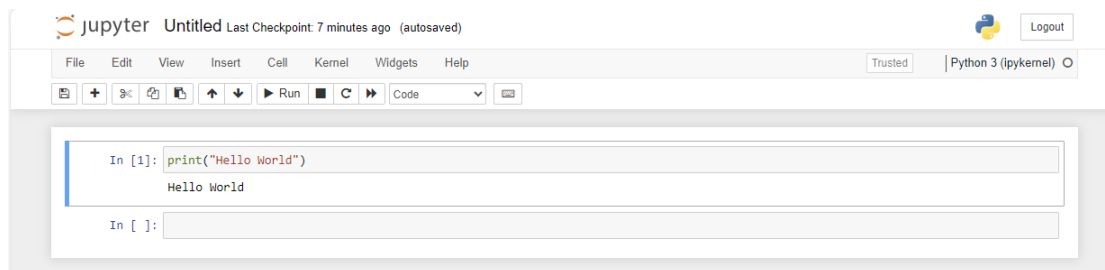 jupyter Untitled Last Checkpoint: 7 minutes ago (autosaved) Logout
File Edit View Insert Cell Kernel Widgets Help Trusted Python 3 (ipykernel)
Run Code
In [1]: print("Hello World")
Hello World
In [ ]: